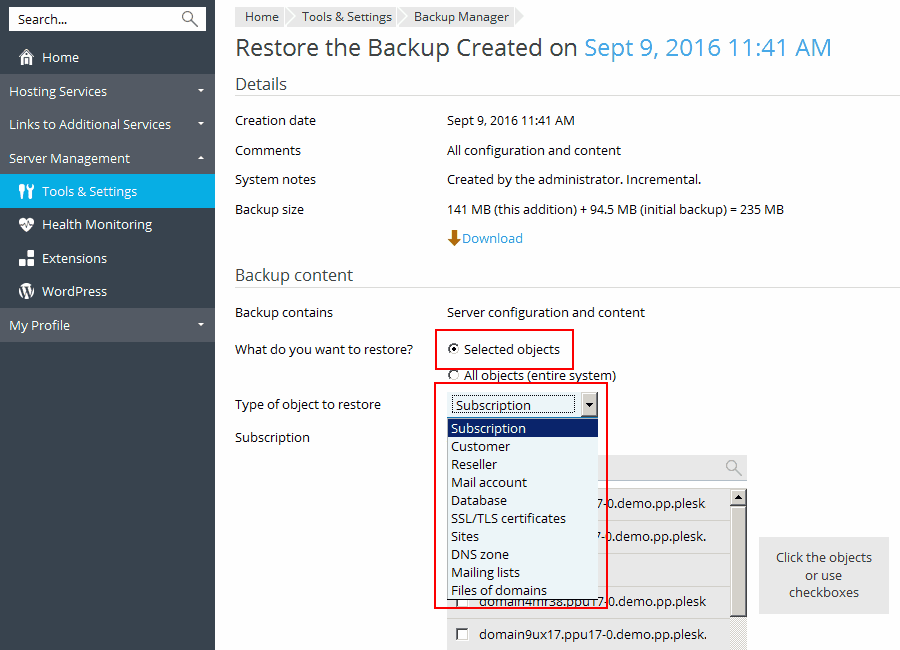 Search...
Home
Hosting Services
Links to Additional Services
Server Management
Tools & Settings
Health Monitoring
Extensions
WordPress
My Profile
Home Tools & Settings Backup Manager
Restore the Backup Created on Sept 9, 2016 11:41 AM
Details
Creation date Sept 9, 2016 11:41 AM
Comments All configuration and content
System notes Created by the administrator. Incremental.
Backup size 141 MB (this addition) + 94.5 MB (initial backup) = 235 MB
Download
Backup content
Backup contains Server configuration and content
What do you want to restore? Selected objects
All objects (entire system)
Type of object to restore Subscription
Subscription
Subscription
Customer
Reseller
Mail account
Database
SSL/TLS certificates
Sites
DNS zone
Mailing lists
Files of domains
7-0.demo.pp.plesk
7-0.demo.pp.plesk.
domain4mr38.ppu17-0.demo.pp.plesk
domain9ux17.ppu17-0.demo.pp.plesk.
Click the objects
or use
checkboxes